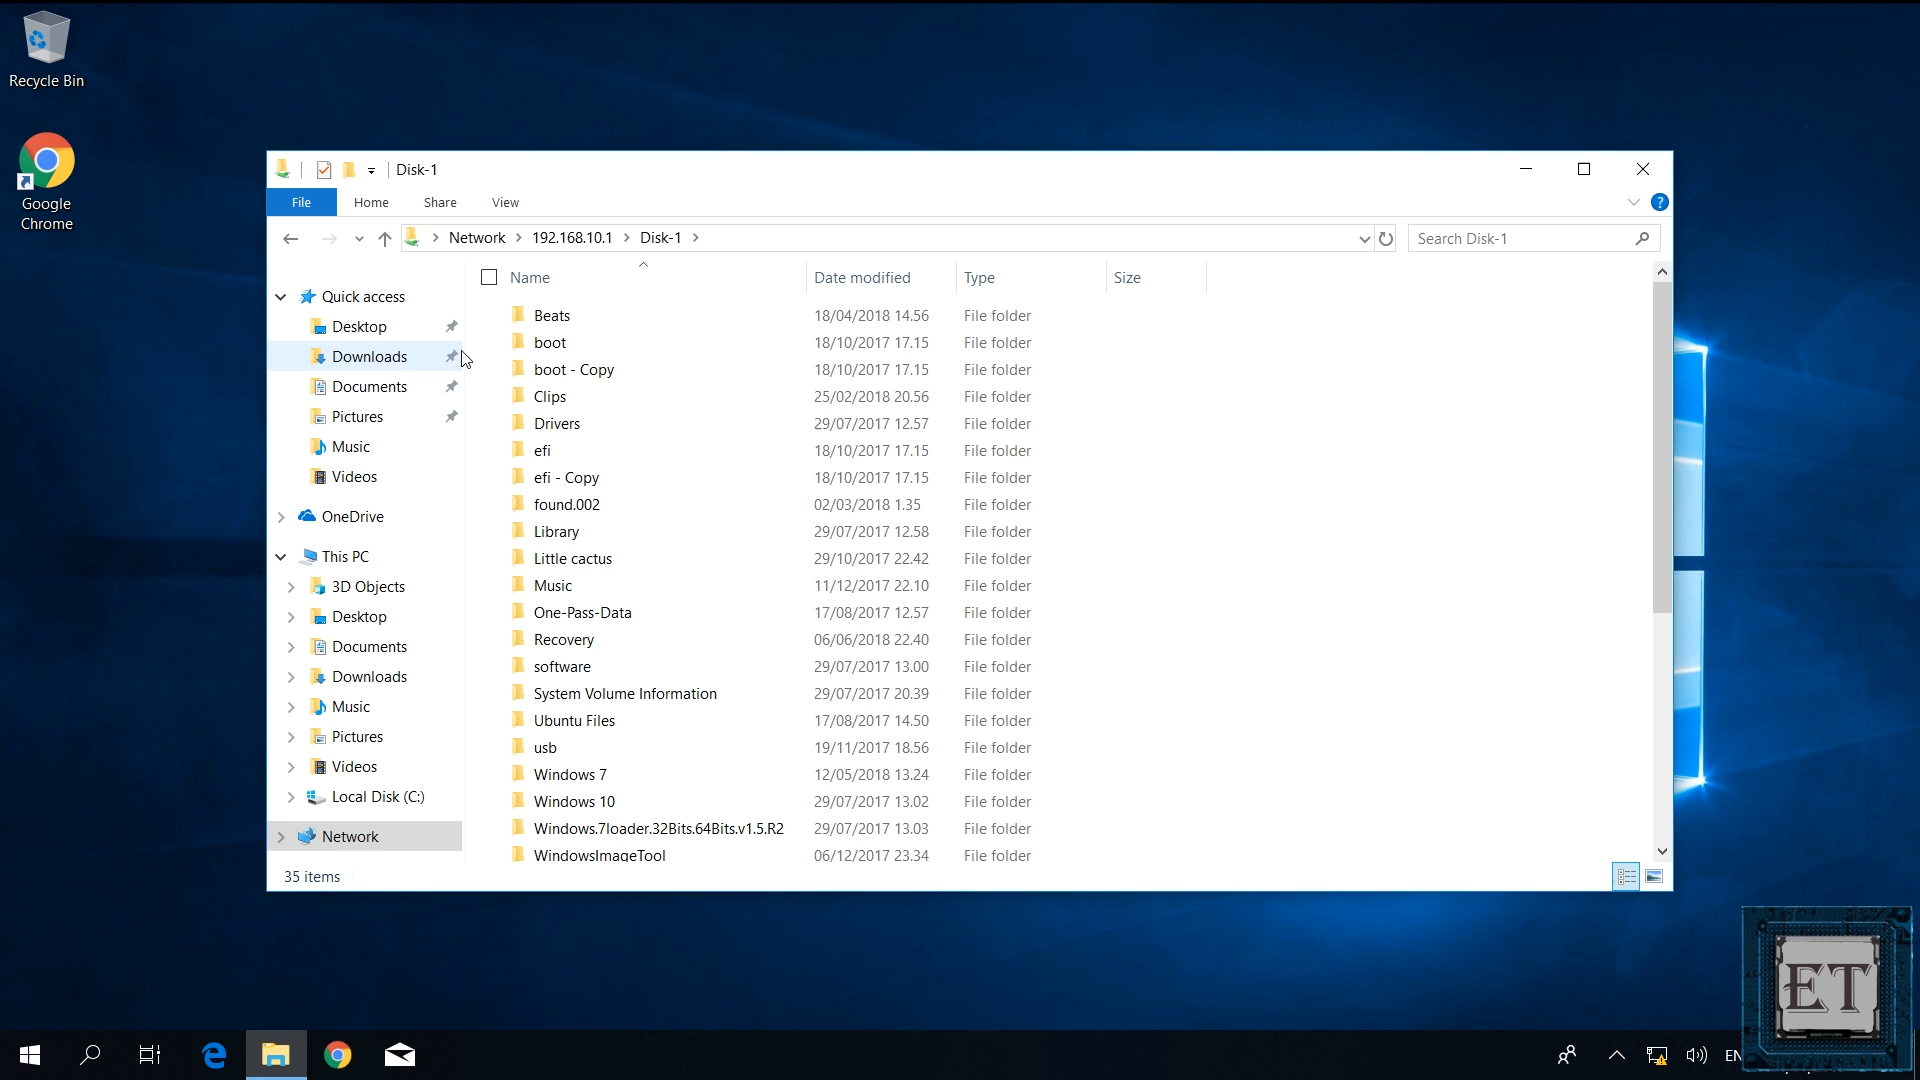 Recycle Bin
Google
Chrome
Disk-1
File Home Share View
Network 192.168.10.1 Disk-1
Search Disk-1
Name Date modified Type Size
Quick access
Desktop
Downloads
Documents
Pictures
Music
Videos
OneDrive
This PC
3D Objects
Desktop
Documents
Downloads
Music
Pictures
Videos
Local Disk (C:)
Network
Beats 18/04/2018 14.56 File folder
boot 18/10/2017 17.15 File folder
boot - Copy 18/10/2017 17.15 File folder
Clips 25/02/2018 20.56 File folder
Drivers 29/07/2017 12.57 File folder
efi 18/10/2017 17.15 File folder
efi - Copy 18/10/2017 17.15 File folder
found.002 02/03/2018 1.35 File folder
Library 29/07/2017 12.58 File folder
Little cactus 29/10/2017 22.42 File folder
Music 11/12/2017 22.10 File folder
One-Pass-Data 17/08/2017 12.57 File folder
Recovery 06/06/2018 22.40 File folder
software 29/07/2017 13.00 File folder
System Volume Information 29/07/2017 20.39 File folder
Ubuntu Files 17/08/2017 14.50 File folder
usb 19/11/2017 18.56 File folder
Windows 7 12/05/2018 13.24 File folder
Windows 10 29/07/2017 13.02 File folder
Windows.7loader.32Bits.64Bits.v1.5.R2 29/07/2017 13.03 File folder
WindowsImageTool 06/12/2017 23.34 File folder
35 items
ET
EN